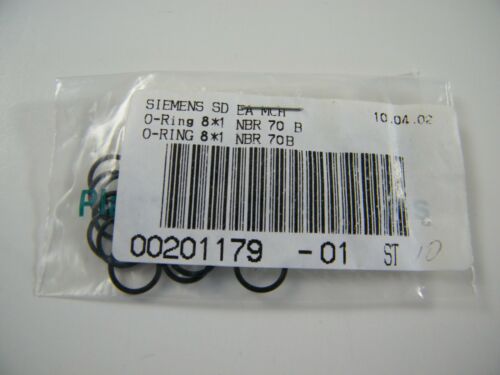 SIEMENS SD EA MCH 10.04.02
O-Ring 8*1 NBR 70 B
O-RING 8*1 NBR 70B
00201179 -01 ST 10